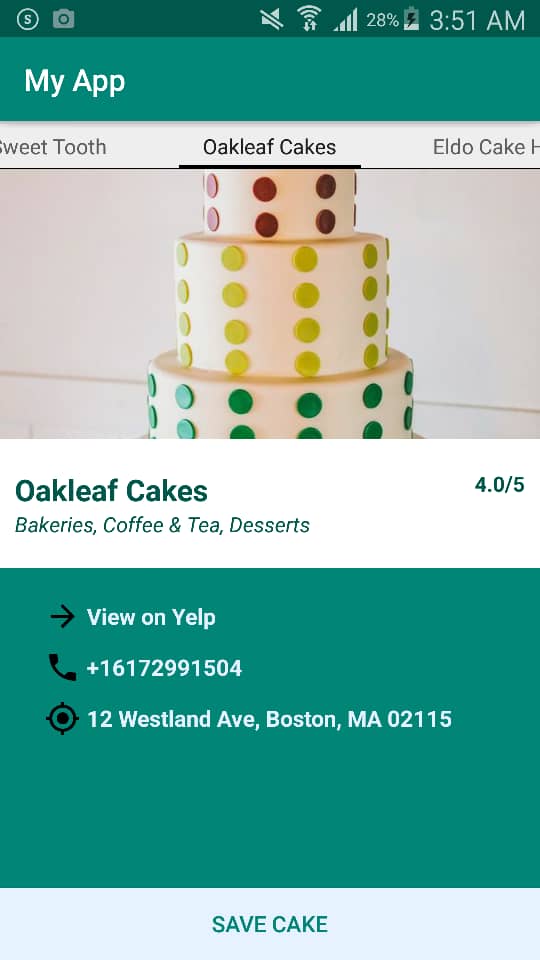 S 28% 3:51 AM
My App
Sweet Tooth Oakleaf Cakes Eldo Cake H
Oakleaf Cakes 4.0/5
Bakeries, Coffee & Tea, Desserts
View on Yelp
+16172991504
12 Westland Ave, Boston, MA 02115
SAVE CAKE